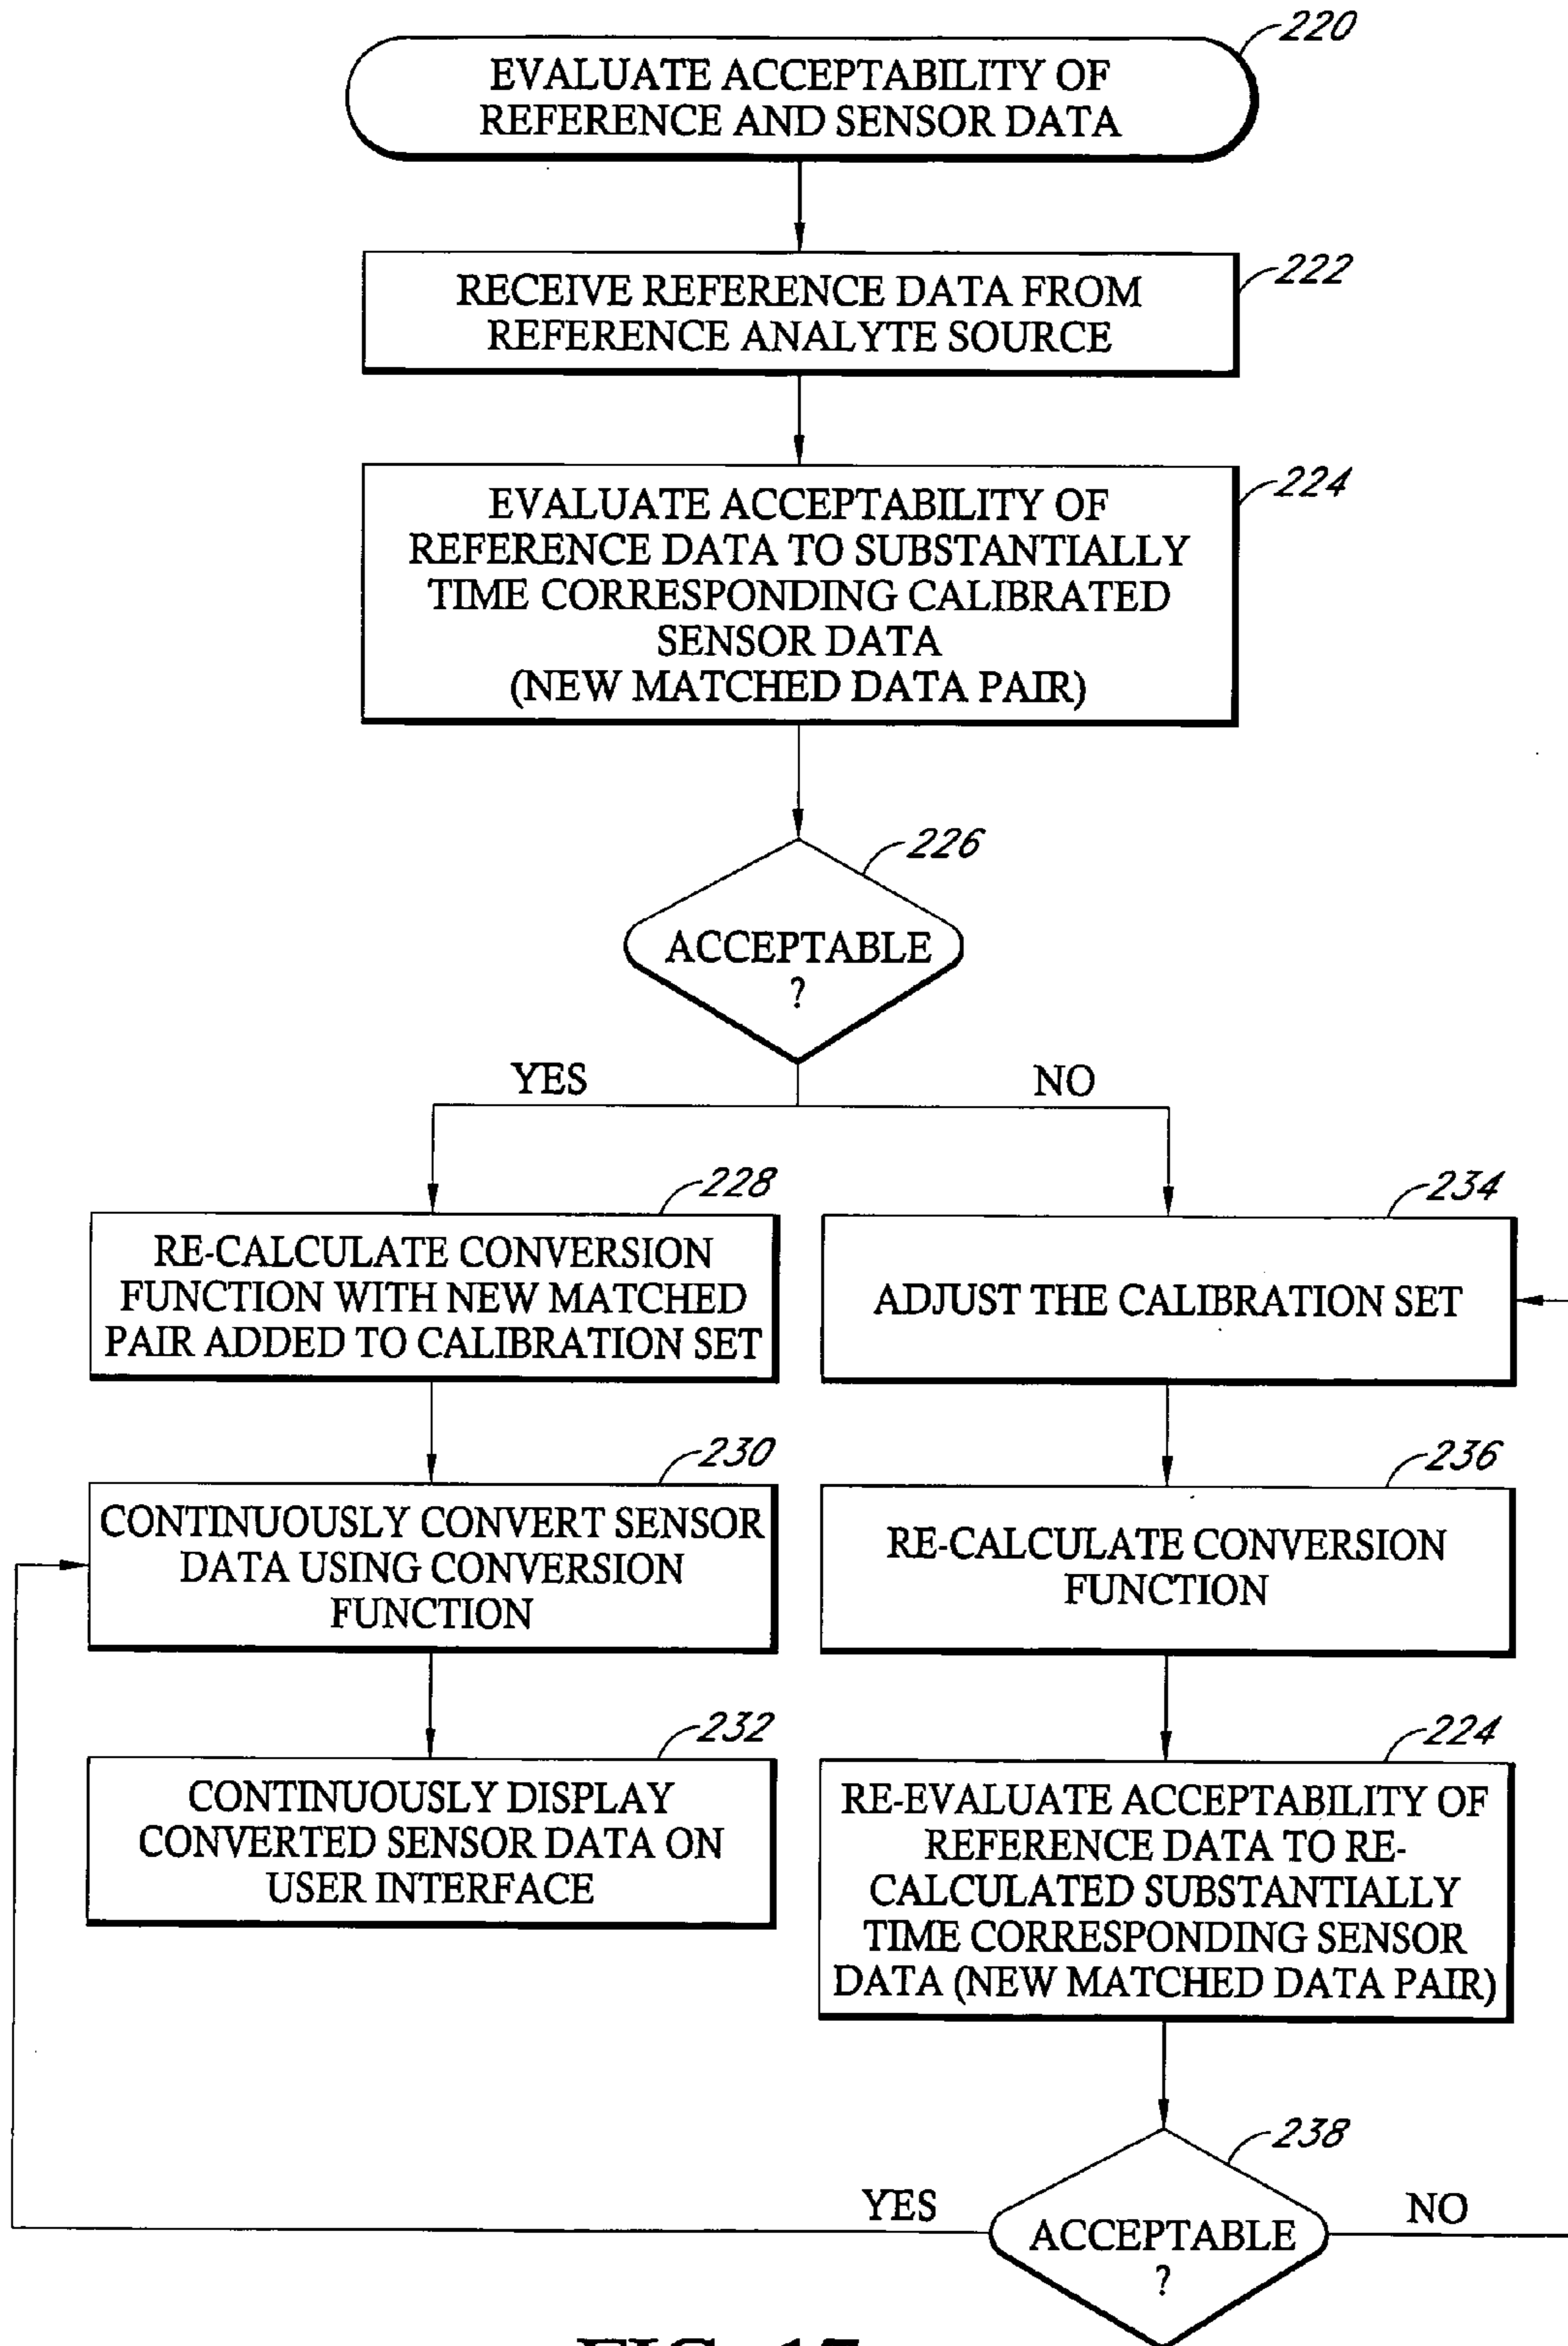 220
EVALUATE ACCEPTABILITY OF
REFERENCE AND SENSOR DATA
222
RECEIVE REFERENCE DATA FROM
REFERENCE ANALYTE SOURCE
224
EVALUATE ACCEPTABILITY OF
REFERENCE DATA TO SUBSTANTIALLY
TIME CORRESPONDING CALIBRATED
SENSOR DATA
(NEW MATCHED DATA PAIR)
226
ACCEPTABLE
?
YES
NO
228
RE-CALCULATE CONVERSION
FUNCTION WITH NEW MATCHED
PAIR ADDED TO CALIBRATION SET
234
ADJUST THE CALIBRATION SET
230
CONTINUOUSLY CONVERT SENSOR
DATA USING CONVERSION
FUNCTION
236
RE-CALCULATE CONVERSION
FUNCTION
232
CONTINUOUSLY DISPLAY
CONVERTED SENSOR DATA ON
USER INTERFACE
224
RE-EVALUATE ACCEPTABILITY OF
REFERENCE DATA TO RE-
CALCULATED SUBSTANTIALLY
TIME CORRESPONDING SENSOR
DATA (NEW MATCHED DATA PAIR)
238
YES
ACCEPTABLE
?
NO